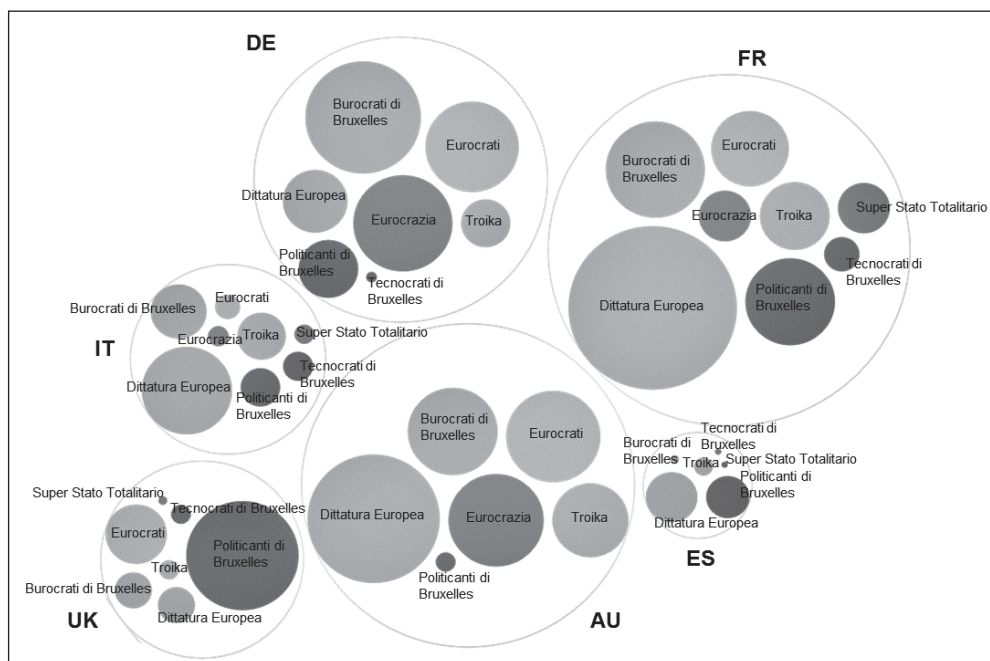 DE
Burocrati di
Bruxelles
Eurocrati
Dittatura Europea
Eurocrazia
Troika
Politicanti di
Bruxelles
Tecnocrati di
Bruxelles
FR
Burocrati di
Bruxelles
Eurocrati
Eurocrazia
Troika
Super Stato Totalitario
Tecnocrati di
Bruxelles
Dittatura Europea
Politicanti di
Bruxelles
IT
Burocrati di Bruxelles
Eurocrati
Eurocrazia
Troika
Super Stato Totalitario
Dittatura Europea
Tecnocrati di
Bruxelles
Politicanti di
Bruxelles
AU
Burocrati di
Bruxelles
Eurocrati
Dittatura Europea
Eurocrazia
Troika
Politicanti di
Bruxelles
ES
Tecnocrati di
Bruxelles
Burocrati di
Bruxelles
Troika
Super Stato Totalitario
Politicanti di
Bruxelles
Dittatura Europea
UK
Super Stato Totalitario
Tecnocrati di Bruxelles
Eurocrati
Politicanti di
Bruxelles
Troika
Burocrati di Bruxelles
Dittatura Europea